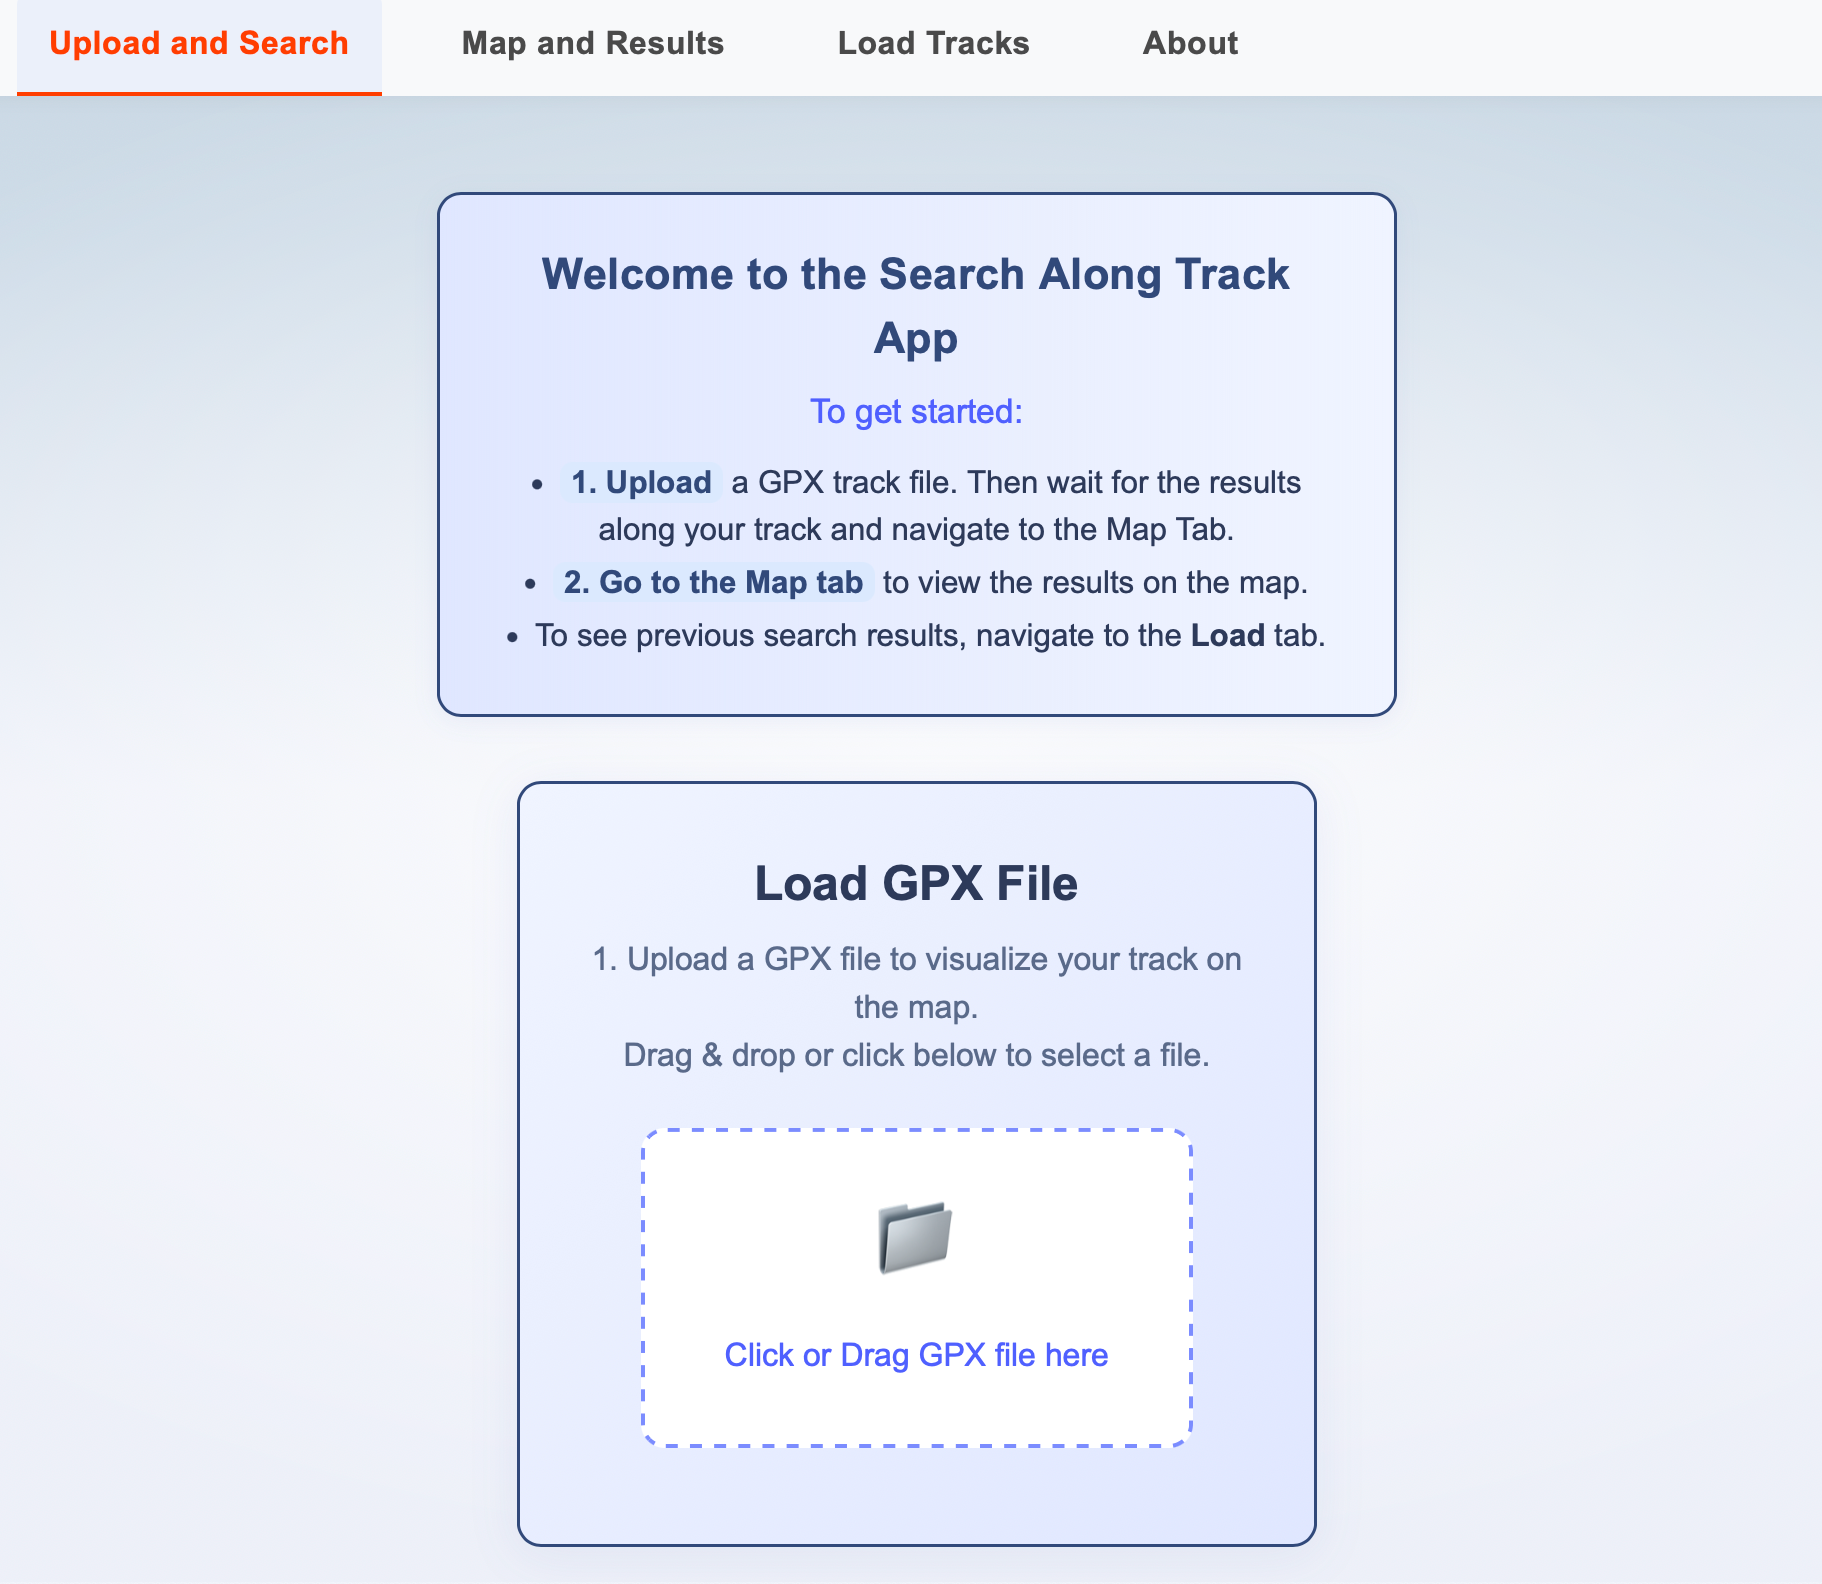 Upload and Search Map and Results Load Tracks About
Welcome to the Search Along Track
App
To get started:
• 1. Upload a GPX track file. Then wait for the results
along your track and navigate to the Map Tab.
• 2. Go to the Map tab to view the results on the map.
• To see previous search results, navigate to the Load tab.
Load GPX File
1. Upload a GPX file to visualize your track on
the map.
Drag & drop or click below to select a file.
Click or Drag GPX file here